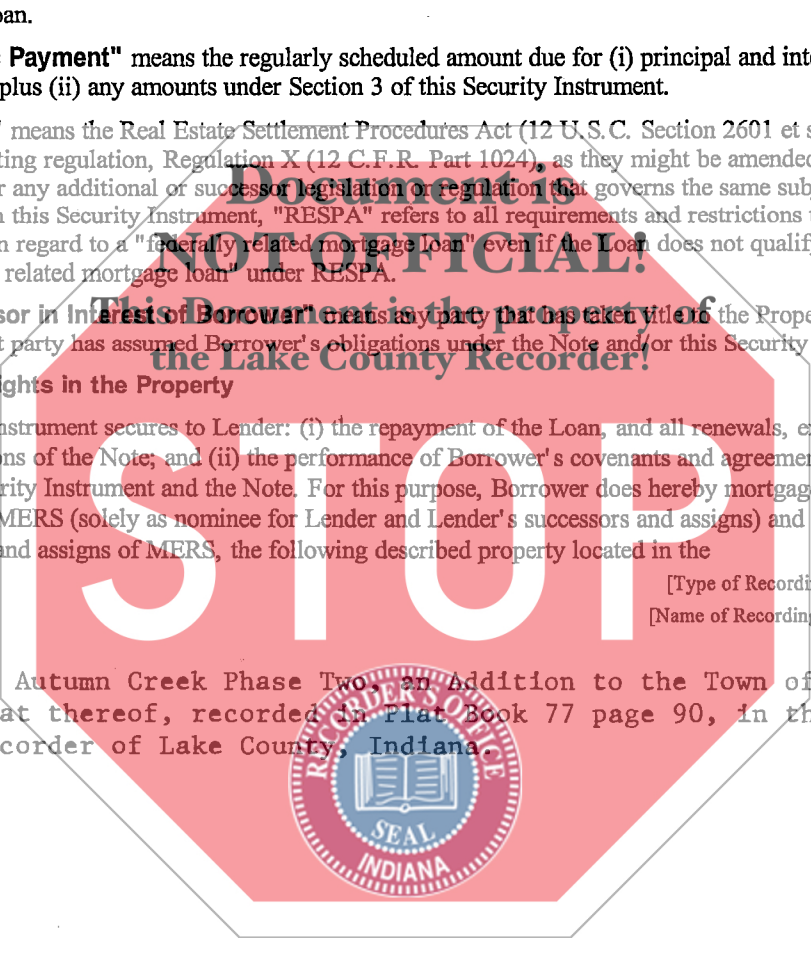 oan.
Payment" means the regularly scheduled amount due for (i) principal and int
plus (ii) any amounts under Section 3 of this Security Instrument.
" means the Real Estate Settlement Procedures Act (12 U.S.C. Section 2601 et s
ting regulation, Regulation X (12 C.F.R. Part 1024), as they might be amended
r any additional or successor legislation or regulation that governs the same sub
n this Security Instrument, "RESPA" refers to all requirements and restrictions
n regard to a "federally related mortgage loan" even if the Loan does not qualify
related mortgage loan" under RESPA.
sor in Interest of Borrower" means any party that has taken title to the Prope
t party has assumed Borrower's obligations under the Note and/or this Security
ights in the Property
nstrument secures to Lender: (i) the repayment of the Loan, and all renewals, e
ns of the Note; and (ii) the performance of Borrower's covenants and agreemen
rity Instrument and the Note. For this purpose, Borrower does hereby mortgag
MERS (solely as nominee for Lender and Lender's successors and assigns) and
and assigns of MERS, the following described property located in the
[Type of Recordi
[Name of Recording
Autumn Creek Phase Two, an Addition to the Town of
at thereof, recorded in Plat Book 77 page 90, in th
corder of Lake County, Indiana.
Document is
NOT OFFICIAL!
This Document is the property of
the Lake County Recorder!
STOP
RECORDER'S OFFICE
SEAL
INDIANA